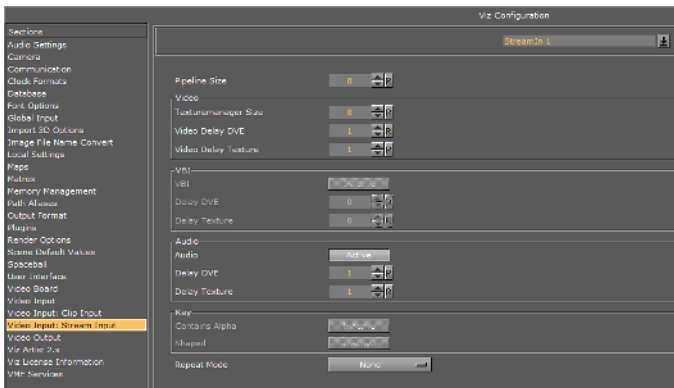 Viz Configuration
Sections
Audio Settings
Camera
Communication
Clock Formats
Database
Font Options
Global Input
Import 3D Options
Image File Name Convert
Local Settings
Maps
Matrox
Memory Management
Path Aliases
Output Format
Plugins
Render Options
Scene Default Values
Spaceball
User Interface
Video Board
Video Input
Video Input: Clip Input
Video Input: Stream Input
Video Output
Viz Artist 2.x
Viz License Information
VME Services
StreamIn 1
Pipeline Size 8 R
Video
Texturemanager Size 8 R
Video Delay DVE 1 R
Video Delay Texture 1 R
VBI
VBI
Delay DVE 0 R
Delay Texture 0 R
Audio
Audio Active
Delay DVE 1 R
Delay Texture 1 R
Key
Contains Alpha
Shaped
Repeat Mode None